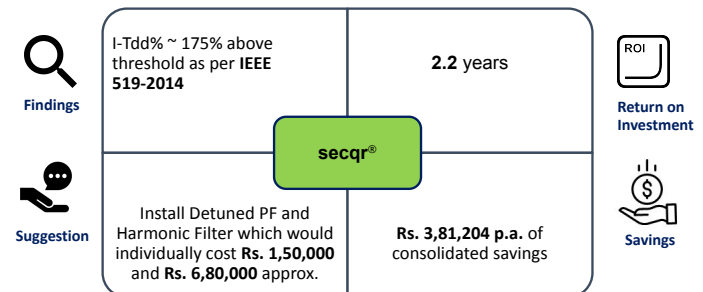 Findings
I-Tdd% ~ 175% above
threshold as per IEEE
519-2014
2.2 years
ROI
Return on
Investment
secqr®
Suggestion
Install Detuned PF and
Harmonic Filter which would
individually cost Rs. 1,50,000
and Rs. 6,80,000 approx.
Rs. 3,81,204 p.a. of
consolidated savings
$
Savings